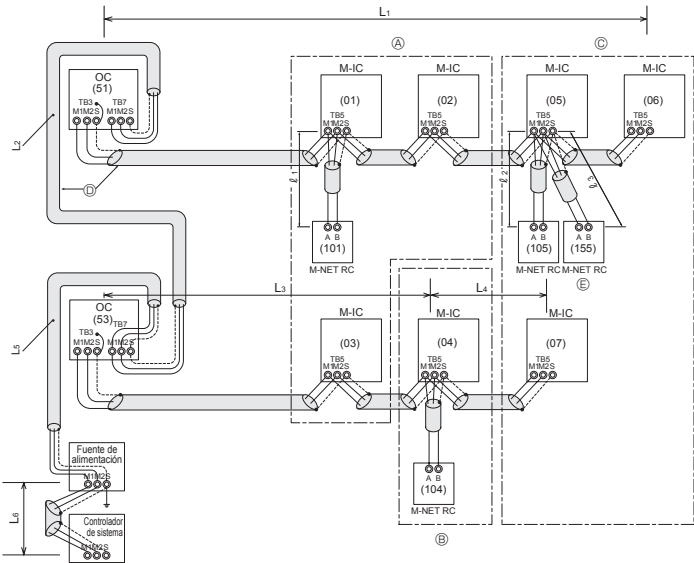 L1
Ⓐ
Ⓒ
M-IC
M-IC
M-IC
M-IC
OC
(51)
TB3
TB7
M1M2S
M1M2S
(01)
TB5
M1M2S
(02)
TB5
M1M2S
(05)
TB5
M1M2S
(06)
TB5
M1M2S
L2
Ⓓ
ℓ1
ℓ2
ℓ3
A B
(101)
M-NET RC
A B
(105)
M-NET RC
A B
(155)
M-NET RC
Ⓔ
L3
L4
L5
OC
(53)
TB3
TB7
M1M2S
M1M2S
M-IC
M-IC
M-IC
(03)
TB5
M1M2S
(04)
TB5
M1M2S
(07)
TB5
M1M2S
Fuente de
alimentación
M1M2S
A B
(104)
M-NET RC
Ⓑ
L6
Controlador
de sistema
M1M2S